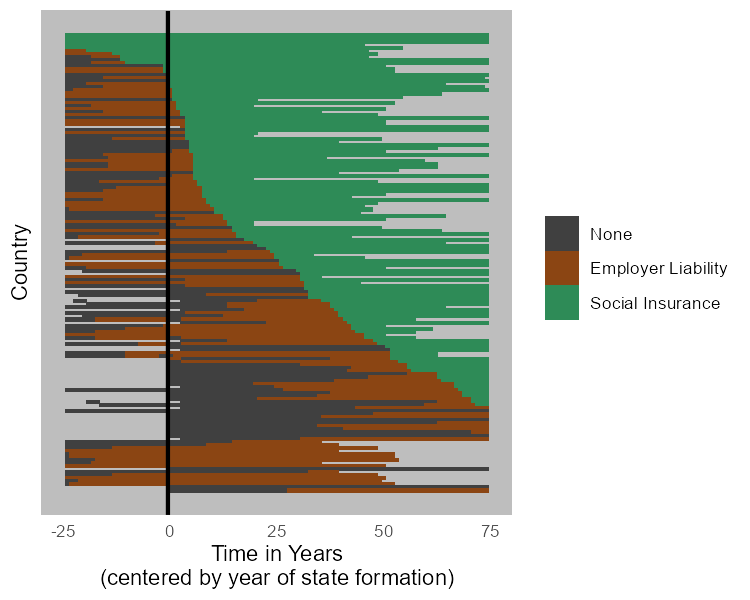 Country
-25
0
25
50
75
Time in Years
(centered by year of state formation)
None
Employer Liability
Social Insurance